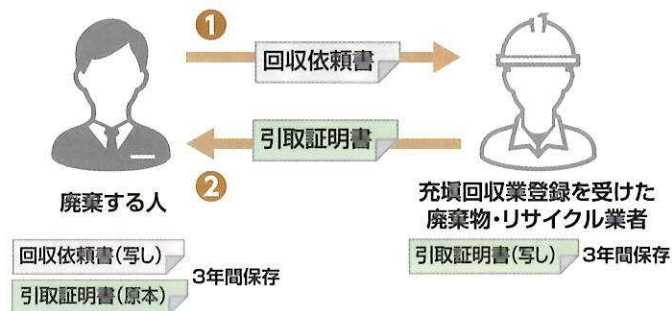 1
回収依頼書
引取証明書
2
廃棄する人
充填回収業登録を受けた
廃棄物・リサイクル業者
回収依頼書(写し)
引取証明書(原本)
3年間保存
引取証明書(写し)
3年間保存